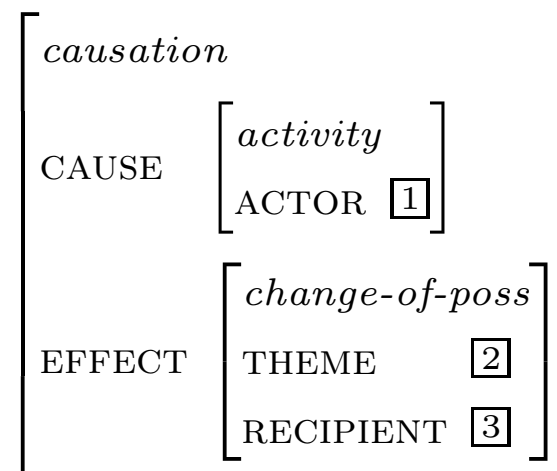 causation
activity
CAUSE
ACTOR 1
change-of-poss
EFFECT THEME 2
RECIPIENT 3